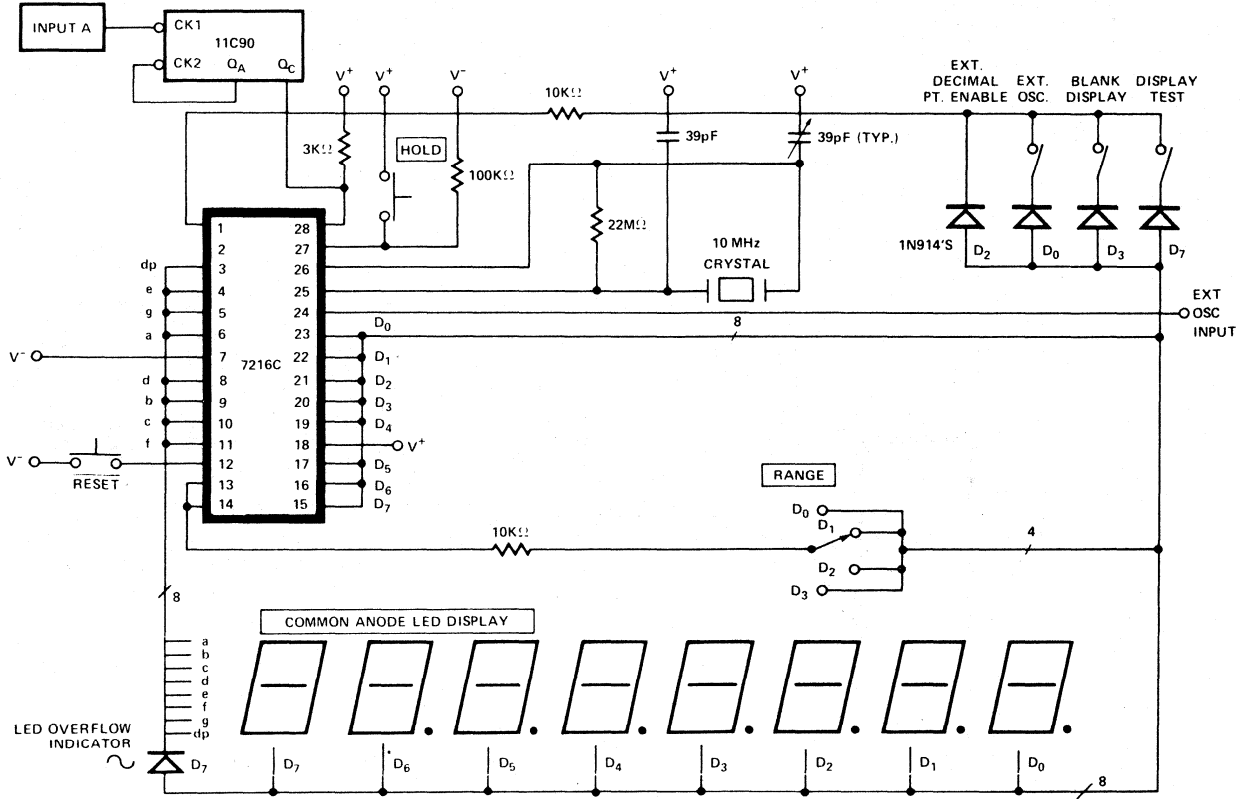 INPUT A
CK1
11C90
CK2
QA
QC
V+
V+
V-
V+
V+
10KΩ
3KΩ
HOLD
100KΩ
39pF
39pF (TYP.)
22MΩ
10 MHz
CRYSTAL
EXT.
DECIMAL
PT. ENABLE
EXT.
OSC.
BLANK
DISPLAY
DISPLAY
TEST
1N914'S
D2
D0
D3
D7
EXT
OSC
INPUT
1
2
3
4
5
6
7
8
9
10
11
12
13
14
7216C
28
27
26
25
24
23
22
21
20
19
18
17
16
15
dp
e
g
a
V-
d
b
c
f
V-
RESET
D0
D1
D2
D3
D4
V+
D5
D6
D7
8
RANGE
D0
D1
D2
D3
4
10KΩ
8
COMMON ANODE LED DISPLAY
a
b
c
d
e
f
g
dp
LED OVERFLOW
INDICATOR
D7
D7
D6
D5
D4
D3
D2
D1
D0
8